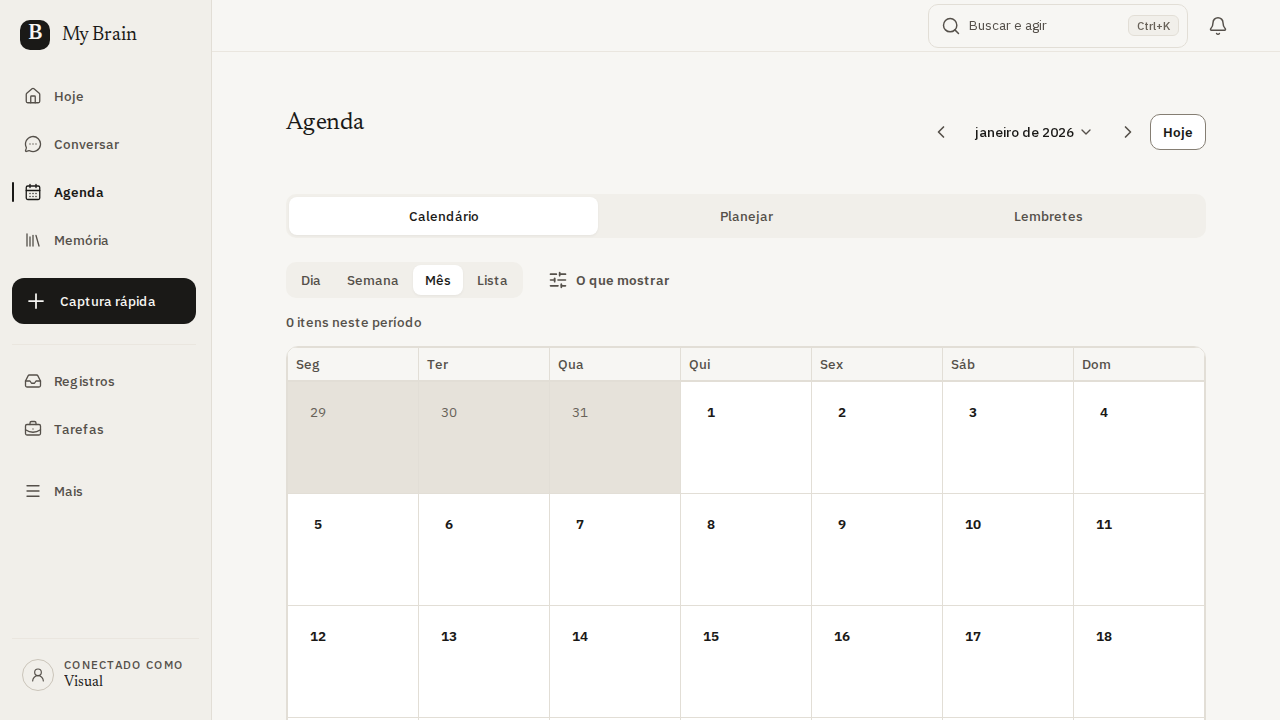 B My Brain
Buscar e agir Ctrl+K
Hoje
Conversar
Agenda
Memória
Captura rápida
Registros
Tarefas
Mais
CONECTADO COMO
Visual
Agenda
janeiro de 2026 Hoje
Calendário Planejar Lembretes
Dia Semana Mês Lista O que mostrar
0 itens neste período
Seg Ter Qua Qui Sex Sáb Dom
29 30 31 1 2 3 4
5 6 7 8 9 10 11
12 13 14 15 16 17 18